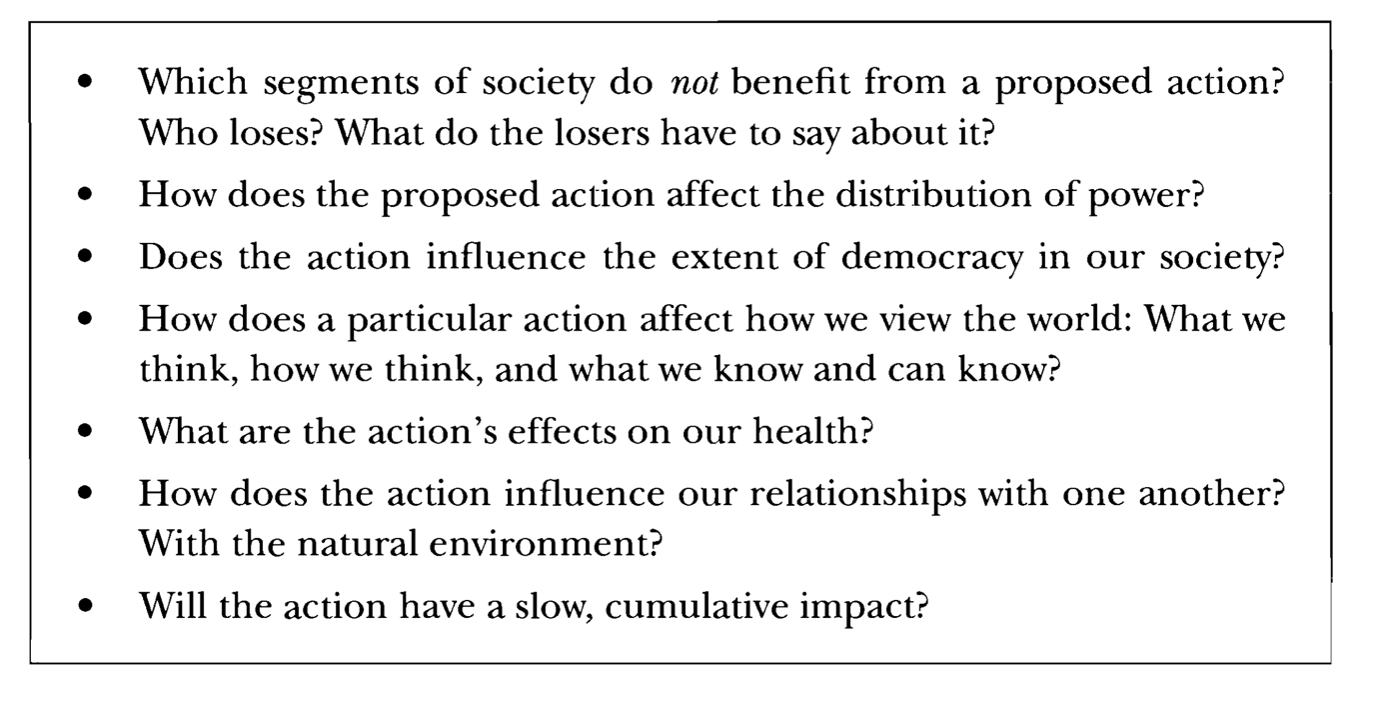 • Which segments of society do not benefit from a proposed action?
Who loses? What do the losers have to say about it?
• How does the proposed action affect the distribution of power?
• Does the action influence the extent of democracy in our society?
• How does a particular action affect how we view the world: What we
think, how we think, and what we know and can know?
• What are the action’s effects on our health?
• How does the action influence our relationships with one another?
With the natural environment?
• Will the action have a slow, cumulative impact?